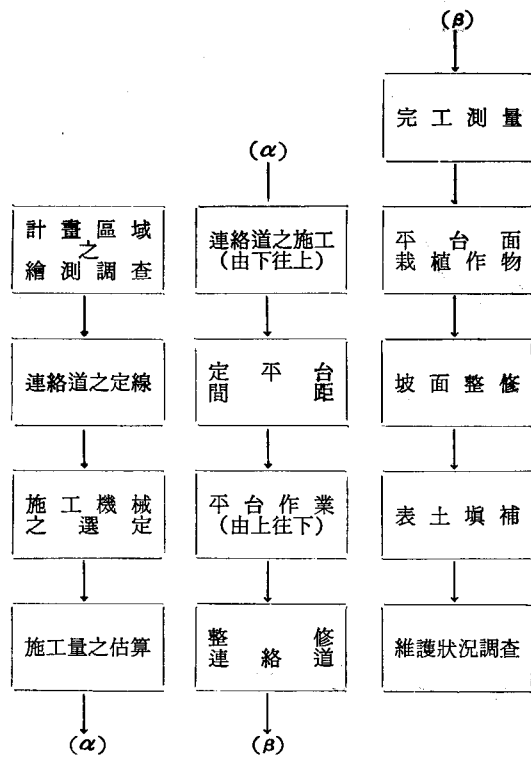 計畫區域
之
繪測調查
連絡道之定線
施工機械
之選定
施工量之估算
(α)
(α)
連絡道之施工
(由下往上)
定平台
間距
平台作業
(由上往下)
整修
連絡道
(β)
(β)
完工測量
平台面
栽植作物
坡面整修
表土填補
維護狀況調查